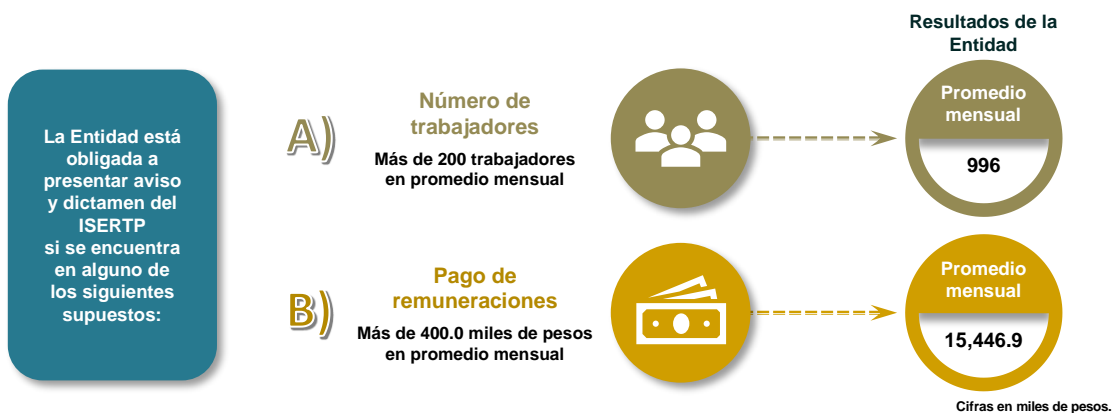 La Entidad está
obligada a
presentar aviso
y dictamen del
ISERTP
si se encuentra
en alguno de
los siguientes
supuestos:
A)
Número de
trabajadores
Más de 200 trabajadores
en promedio mensual
Resultados de la
Entidad
Promedio
mensual
996
B)
Pago de
remuneraciones
Más de 400.0 miles de pesos
en promedio mensual
Promedio
mensual
15,446.9
Cifras en miles de pesos.